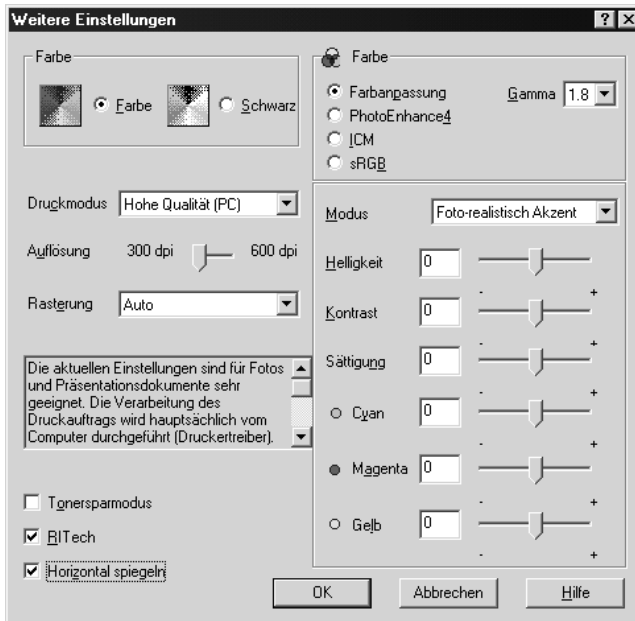 Weitere Einstellungen
Farbe
Farbe
Schwarz
Druckmodus
Hohe Qualität (PC)
Auflösung
300 dpi
600 dpi
Rasterung
Auto
Die aktuellen Einstellungen sind für Fotos
und Präsentationsdokumente sehr
geeignet. Die Verarbeitung des
Druckauftrags wird hauptsächlich vom
Computer durchgeführt (Druckertreiber).
Tonersparmodus
RITech
Horizontal spiegeln
Farbe
Farbanpassung
PhotoEnhance4
ICM
sRGB
Gamma
1.8
Modus
Foto-realistisch Akzent
Helligkeit
0
- +
Kontrast
0
- +
Sättigung
0
- +
Cyan
0
- +
Magenta
0
- +
Gelb
0
- +
OK
Abbrechen
Hilfe